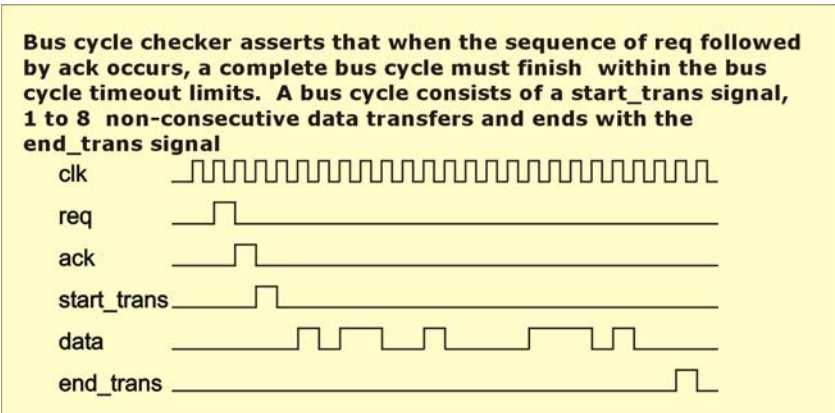 Bus cycle checker asserts that when the sequence of req followed
by ack occurs, a complete bus cycle must finish within the bus
cycle timeout limits. A bus cycle consists of a start_trans signal,
1 to 8 non-consecutive data transfers and ends with the
end_trans signal
clk
req
ack
start_trans
data
end_trans